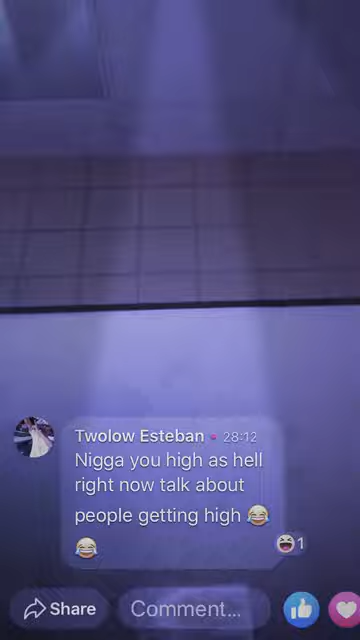 Twolow Esteban • 28:12
Nigga you high as hell
right now talk about
people getting high 😂
😂
1
Share
Comment...